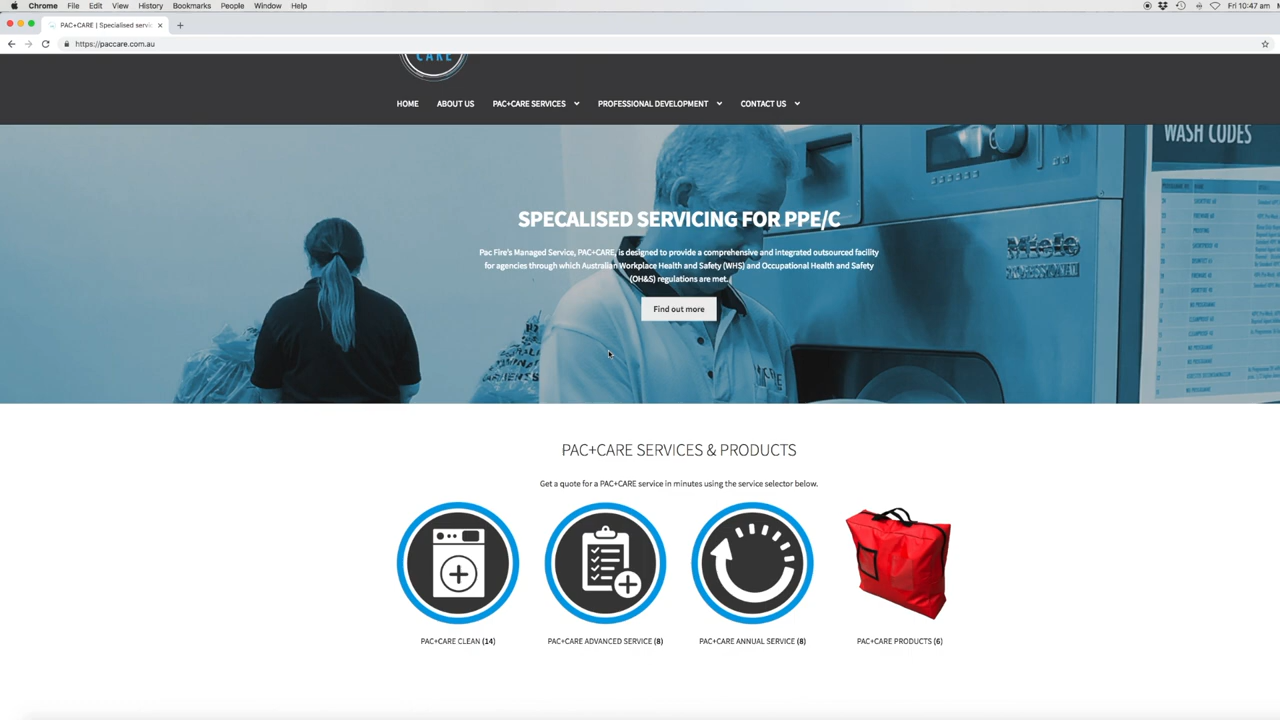 Chrome File Edit View History Bookmarks People Window Help Fri 10:47 am
PAC+CARE | Specialised servic
https://paccare.com.au
CARE
HOME ABOUT US PAC+CARE SERVICES PROFESSIONAL DEVELOPMENT CONTACT US
WASH CODES
SPECALISED SERVICING FOR PPE/C
Miele
PROFESSIONAL
Pac Fire's Managed Service, PAC+CARE, is designed to provide a comprehensive and integrated outsourced facility
for agencies through which Australian Workplace Health and Safety (WHS) and Occupational Health and Safety
(OH&S) regulations are met.
Find out more
PAC+CARE SERVICES & PRODUCTS
Get a quote for a PAC+CARE service in minutes using the service selector below.
PAC+CARE CLEAN (14) PAC+CARE ADVANCED SERVICE (8) PAC+CARE ANNUAL SERVICE (8) PAC+CARE PRODUCTS (6)